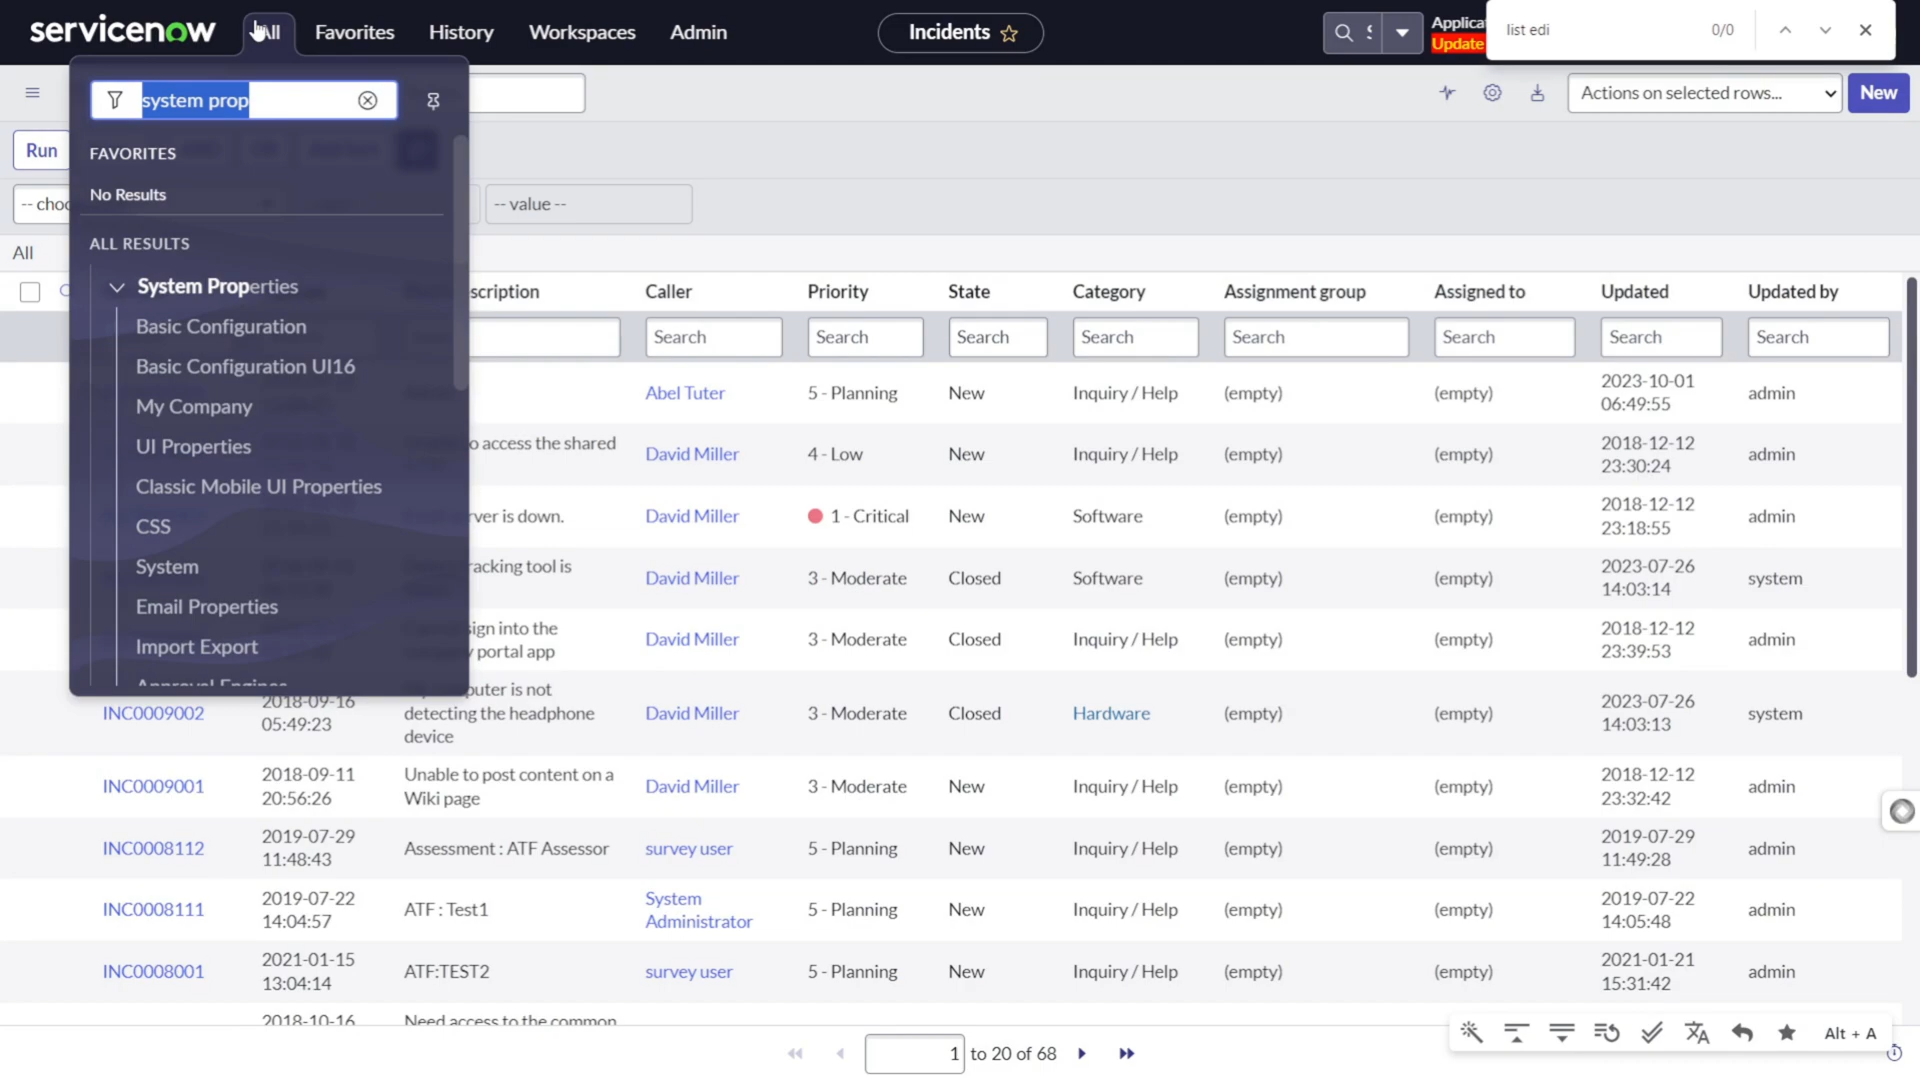 servicenow All Favorites History Workspaces Admin Incidents Update list edi 0/0
system prop Actions on selected rows... New
Run FAVORITES
No Results
-- value --
ALL RESULTS
All
System Properties
Basic Configuration
Basic Configuration UI16
My Company
UI Properties
Classic Mobile UI Properties
CSS
System
Email Properties
Import Export
Approval Engines
Caller Priority State Category Assignment group Assigned to Updated Updated by
Search Search Search Search Search Search Search Search
Abel Tuter 5 - Planning New Inquiry / Help (empty) (empty) 2023-10-01 06:49:55 admin
to access the shared David Miller 4 - Low New Inquiry / Help (empty) (empty) 2018-12-12 23:30:24 admin
is down. David Miller 1 - Critical New Software (empty) (empty) 2018-12-12 23:18:55 admin
tool is David Miller 3 - Moderate Closed Software (empty) (empty) 2023-07-26 14:03:14 system
sign into the portal app David Miller 3 - Moderate Closed Inquiry / Help (empty) (empty) 2018-12-12 23:39:53 admin
INC0009002 2018-09-16 05:49:23 is not detecting the headphone device David Miller 3 - Moderate Closed Hardware (empty) (empty) 2023-07-26 14:03:13 system
INC0009001 2018-09-11 20:56:26 Unable to post content on a Wiki page David Miller 3 - Moderate New Inquiry / Help (empty) (empty) 2018-12-12 23:32:42 admin
INC0008112 2019-07-29 11:48:43 Assessment : ATF Assessor survey user 5 - Planning New Inquiry / Help (empty) (empty) 2019-07-29 11:49:28 admin
INC0008111 2019-07-22 14:04:57 ATF : Test1 System Administrator 5 - Planning New Inquiry / Help (empty) (empty) 2019-07-22 14:05:48 admin
INC0008001 2021-01-15 13:04:14 ATF:TEST2 survey user 5 - Planning New Inquiry / Help (empty) (empty) 2021-01-21 15:31:42 admin
2018-10-16 Need access to the common
1 to 20 of 68 Alt + A